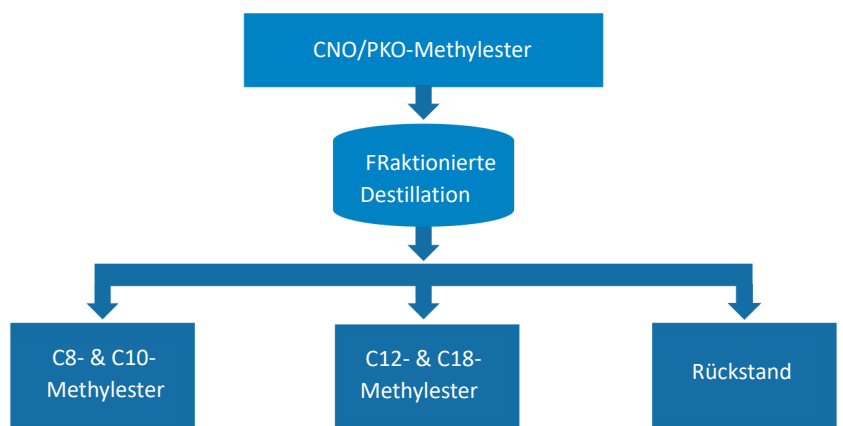 CNO/PKO-Methylester
FRaktionierte
Destillation
C8- & C10-
Methylester
C12- & C18-
Methylester
Rückstand